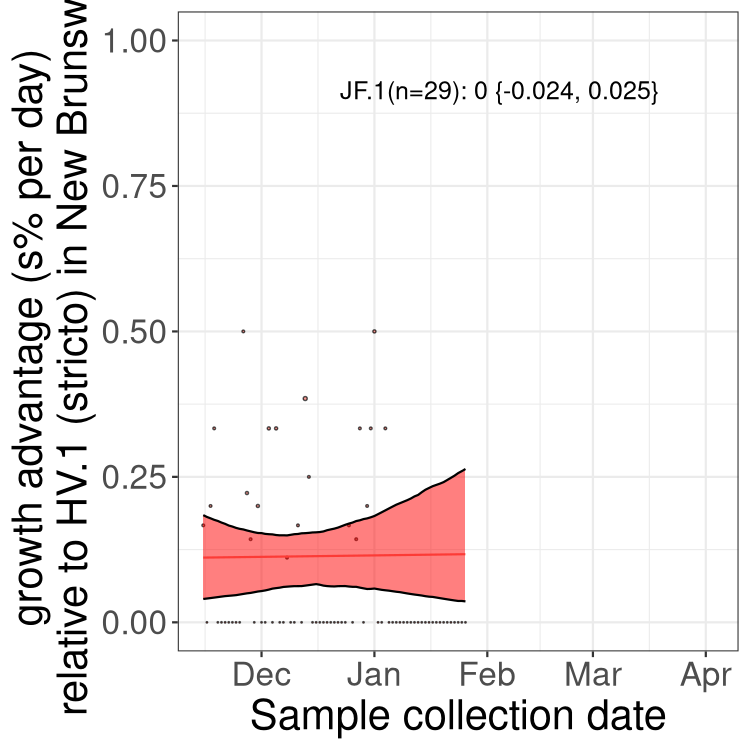 growth advantage (s% per day)
relative to HV.1 (stricto) in New Brunsw
1.00
0.75
0.50
0.25
0.00
JF.1(n=29): 0 {-0.024, 0.025}
Dec Jan Feb Mar Apr
Sample collection date